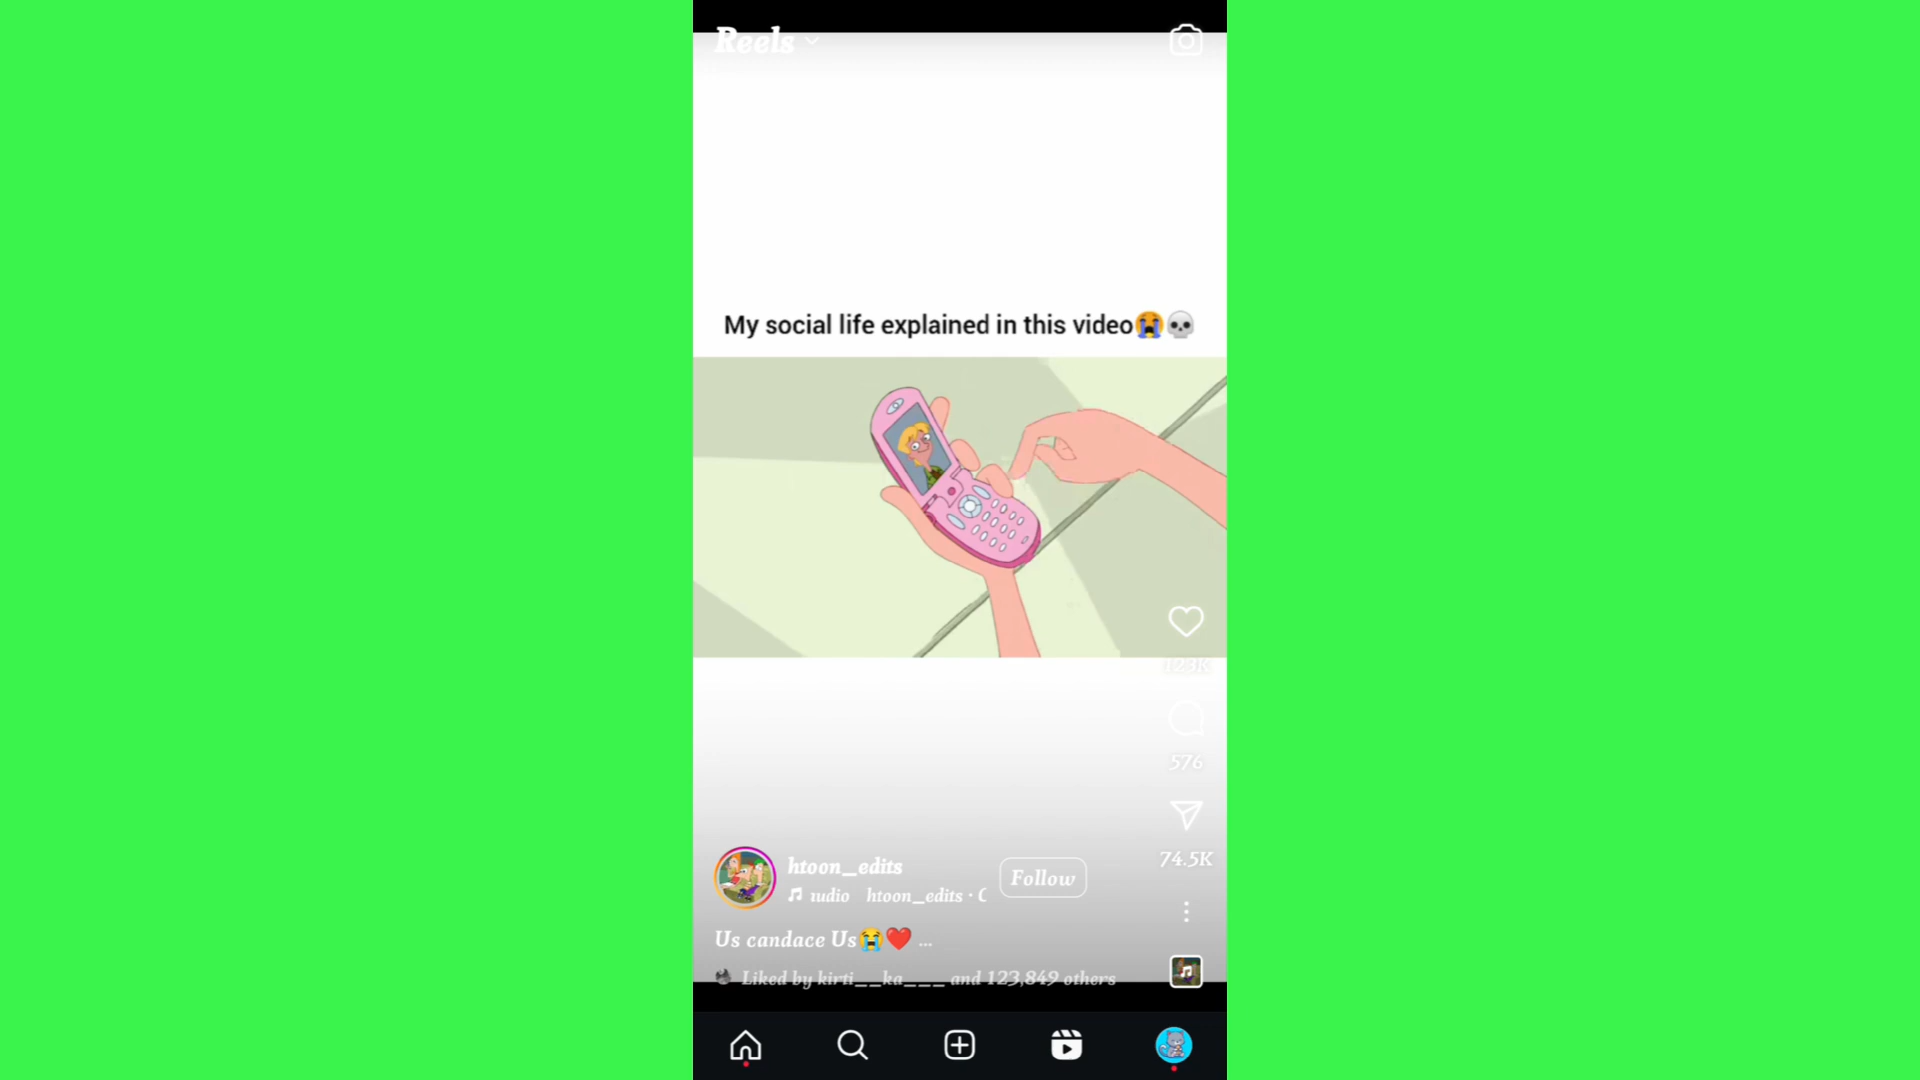 Reels
My social life explained in this video😭💀
123K
576
74.5K
htoon_edits
Follow
htoon_edits · C
Us candace Us😭❤️ ...
Liked by kirti__ka___ and 123,849 others